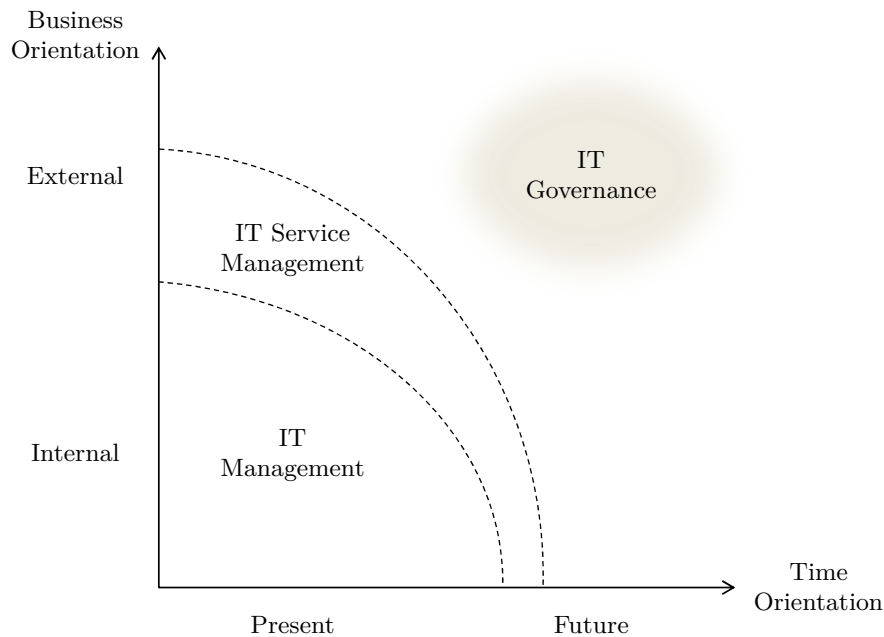 Business
Orientation
External
IT
Governance
IT Service
Management
Internal
IT
Management
Time
Orientation
Present
Future